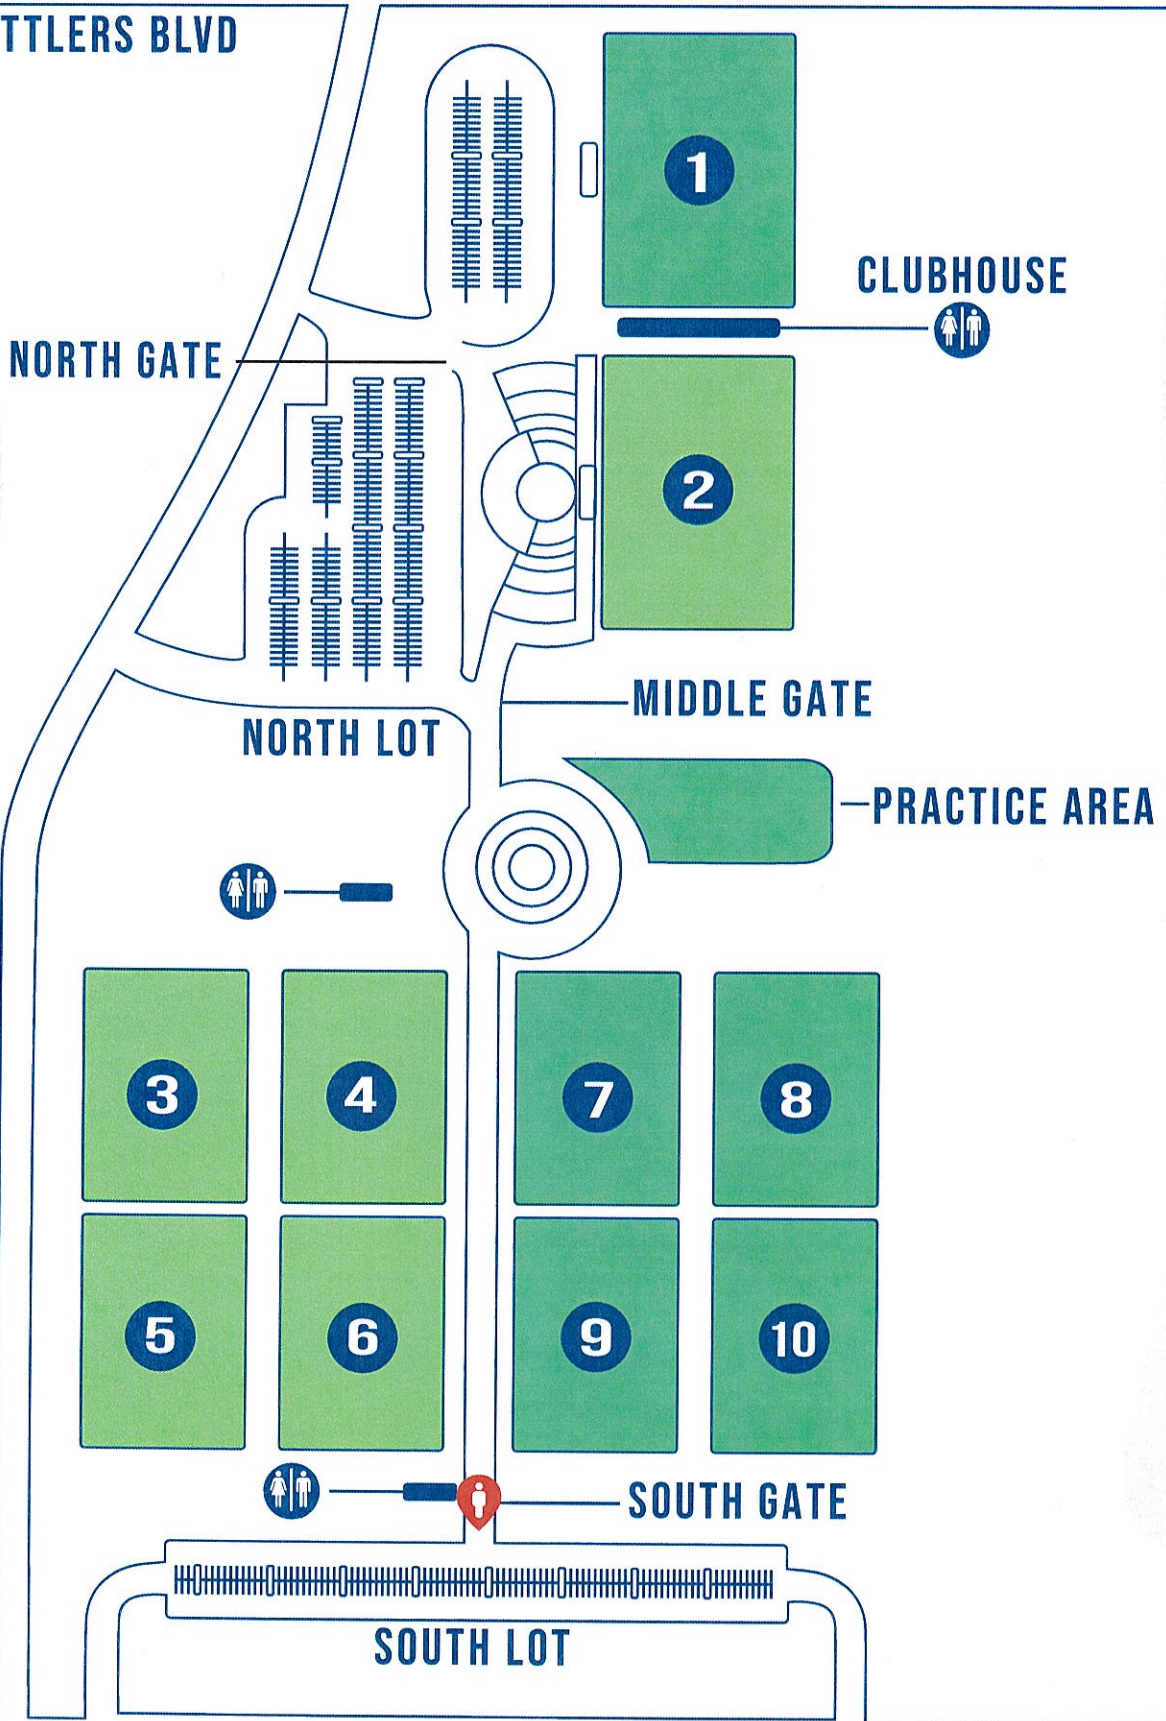 TTLERS BLVD
1
CLUBHOUSE
NORTH GATE
2
MIDDLE GATE
NORTH LOT
PRACTICE AREA
3
4
7
8
5
6
9
10
SOUTH GATE
SOUTH LOT